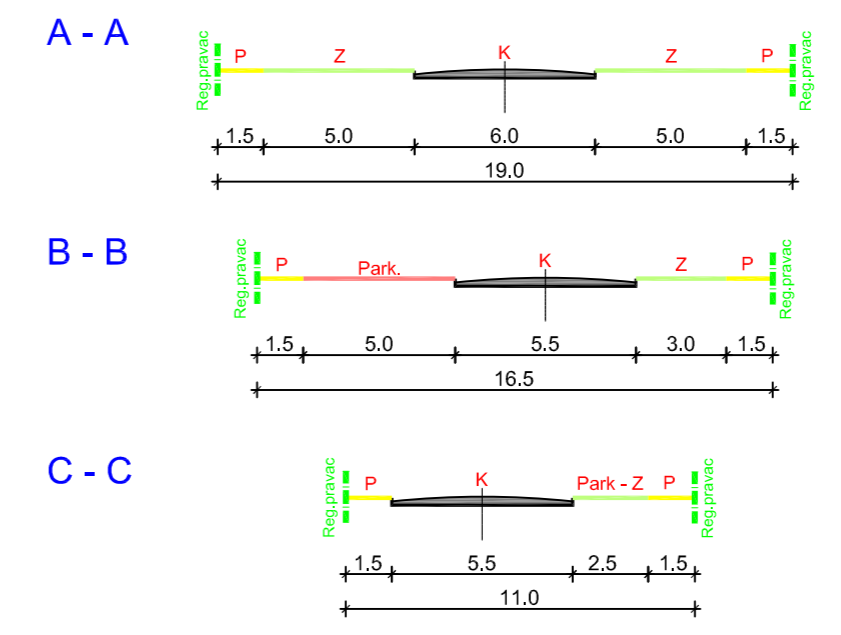 A - A
Reg.pravac P Z K Z P Reg.pravac
1.5 5.0 6.0 5.0 1.5
19.0
B - B
Reg.pravac P Park. K Z P Reg.pravac
1.5 5.0 5.5 3.0 1.5
16.5
C - C
Reg.pravac P K Park - Z P Reg.pravac
1.5 5.5 2.5 1.5
11.0